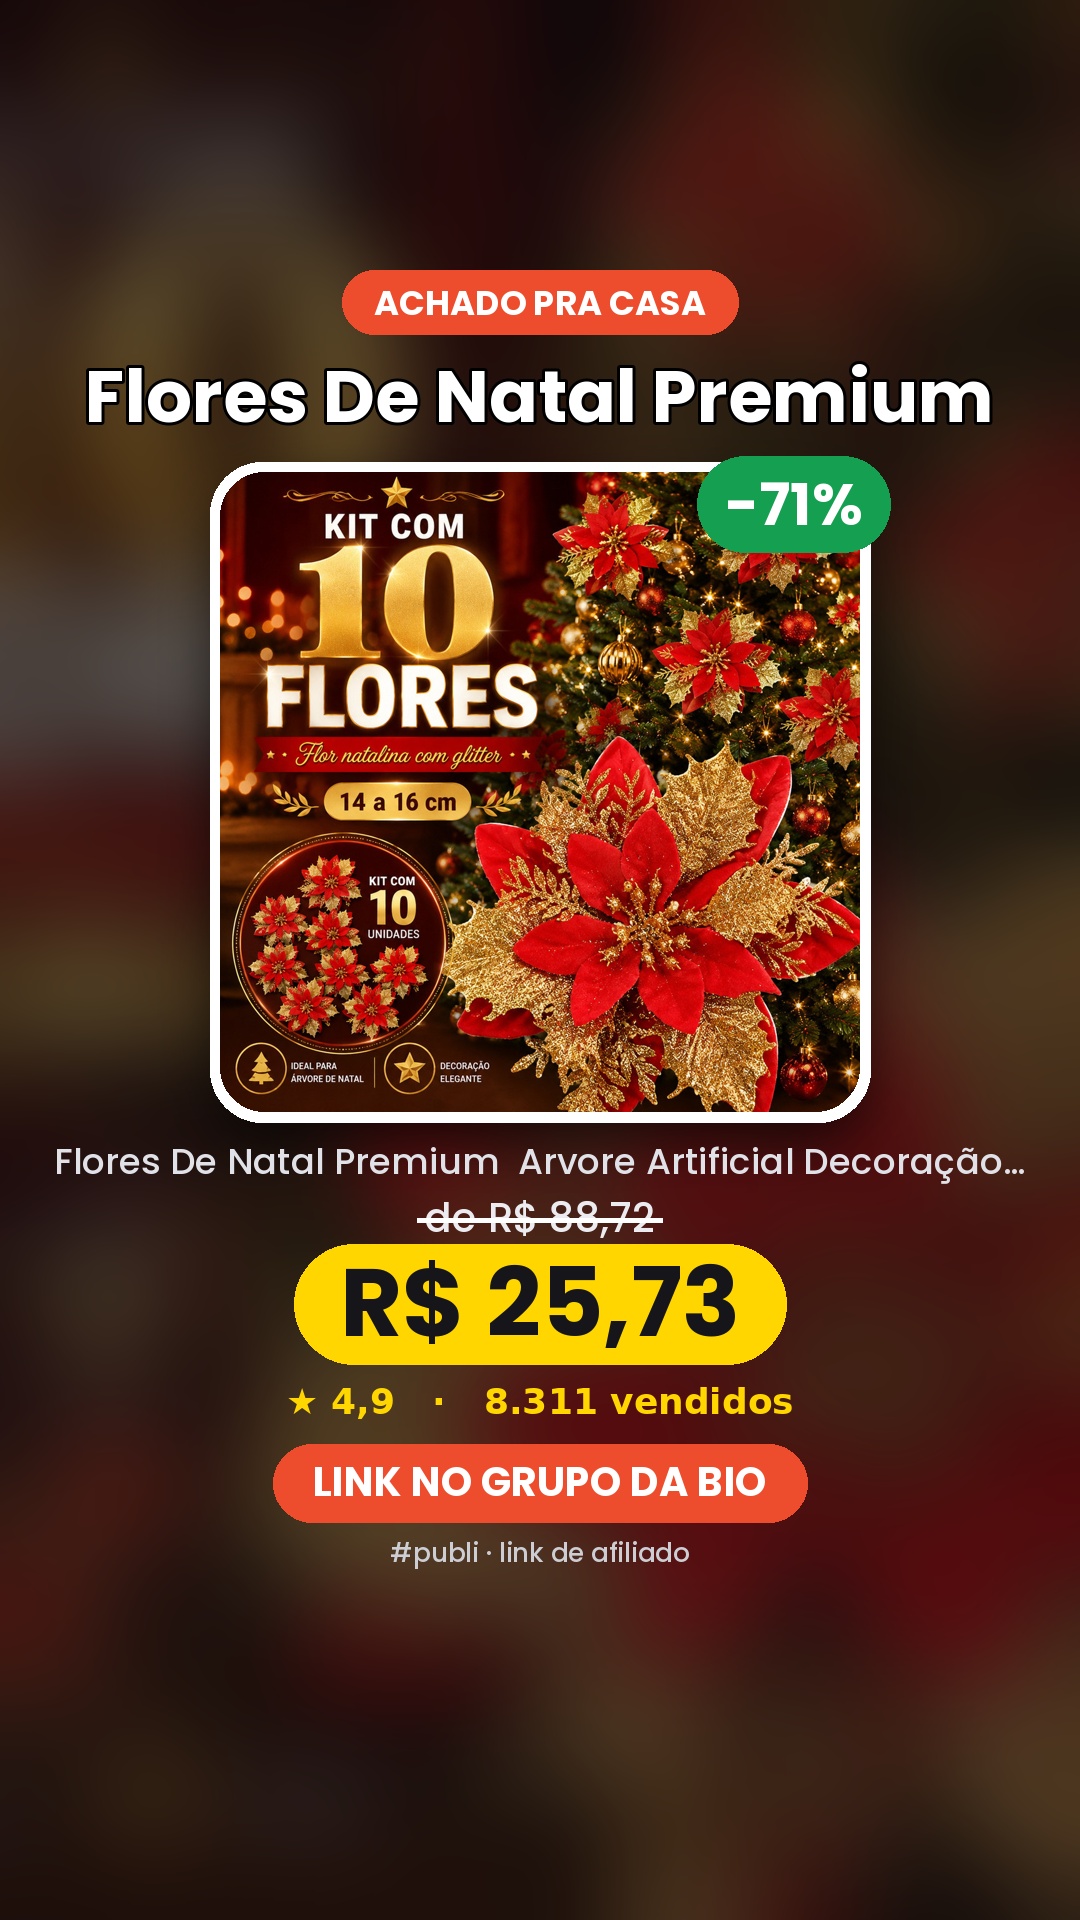 ACHADO PRA CASA
Flores De Natal Premium
-71%
KIT COM
10
FLORES
Flor natalina com glitter
14 a 16 cm
KIT COM
10
UNIDADES
IDEAL PARA
ÁRVORE DE NATAL
DECORAÇÃO
ELEGANTE
Flores De Natal Premium  Arvore Artificial Decoração...
de R$ 88,72
R$ 25,73
★ 4,9 · 8.311 vendidos
LINK NO GRUPO DA BIO
#publi · link de afiliado